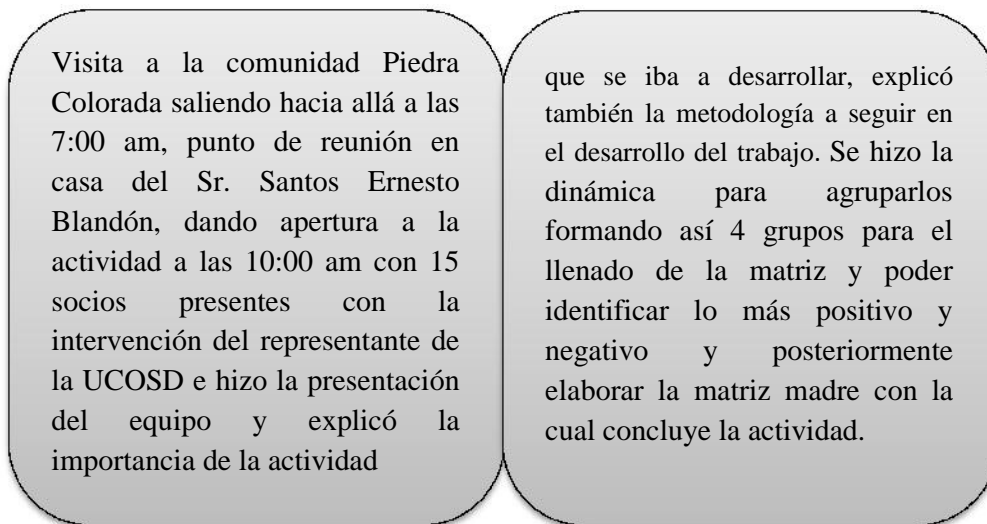 Visita a la comunidad Piedra
Colorada saliendo hacia allá a las
7:00 am, punto de reunión en
casa del Sr. Santos Ernesto
Blandón, dando apertura a la
actividad a las 10:00 am con 15
socios presentes con la
intervención del representante de
la UCOSD e hizo la presentación
del equipo y explicó la
importancia de la actividad
que se iba a desarrollar, explicó
también la metodología a seguir en
el desarrollo del trabajo. Se hizo la
dinámica para agruparlos
formando así 4 grupos para el
llenado de la matriz y poder
identificar lo más positivo y
negativo y posteriormente
elaborar la matriz madre con la
cual concluye la actividad.